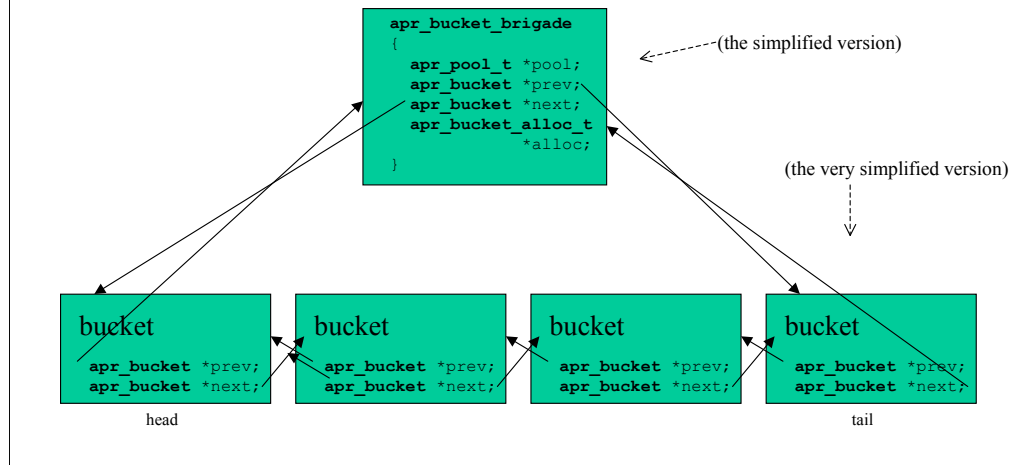 apr_bucket_brigade
{
apr_pool_t *pool;
apr_bucket *prev;
apr_bucket *next;
apr_bucket_alloc_t
*alloc;
}
(the simplified version)
(the very simplified version)
bucket
apr_bucket *prev;
apr_bucket *next;
head
bucket
apr_bucket *prev;
apr_bucket *next;
bucket
apr_bucket *prev;
apr_bucket *next;
bucket
apr_bucket *prev;
apr_bucket *next;
tail